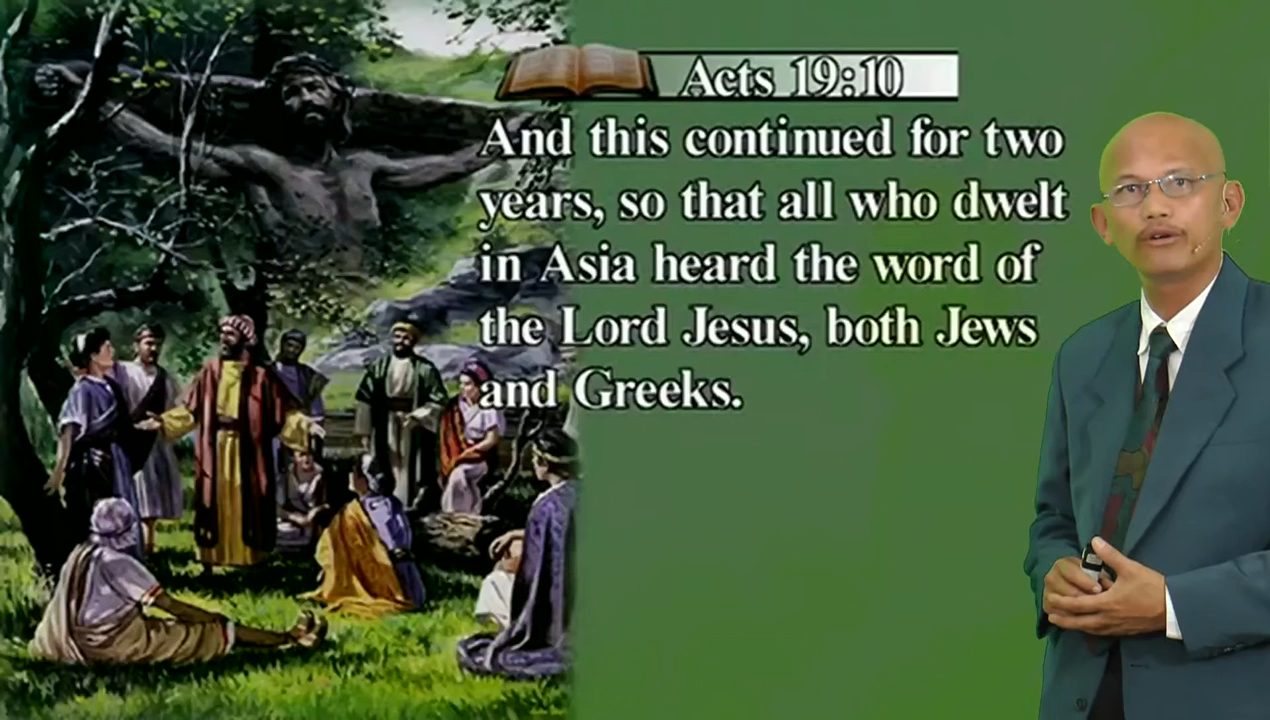 Acts 19:10
And this continued for two
years, so that all who dwelt
in Asia heard the word of
the Lord Jesus, both Jews
and Greeks.